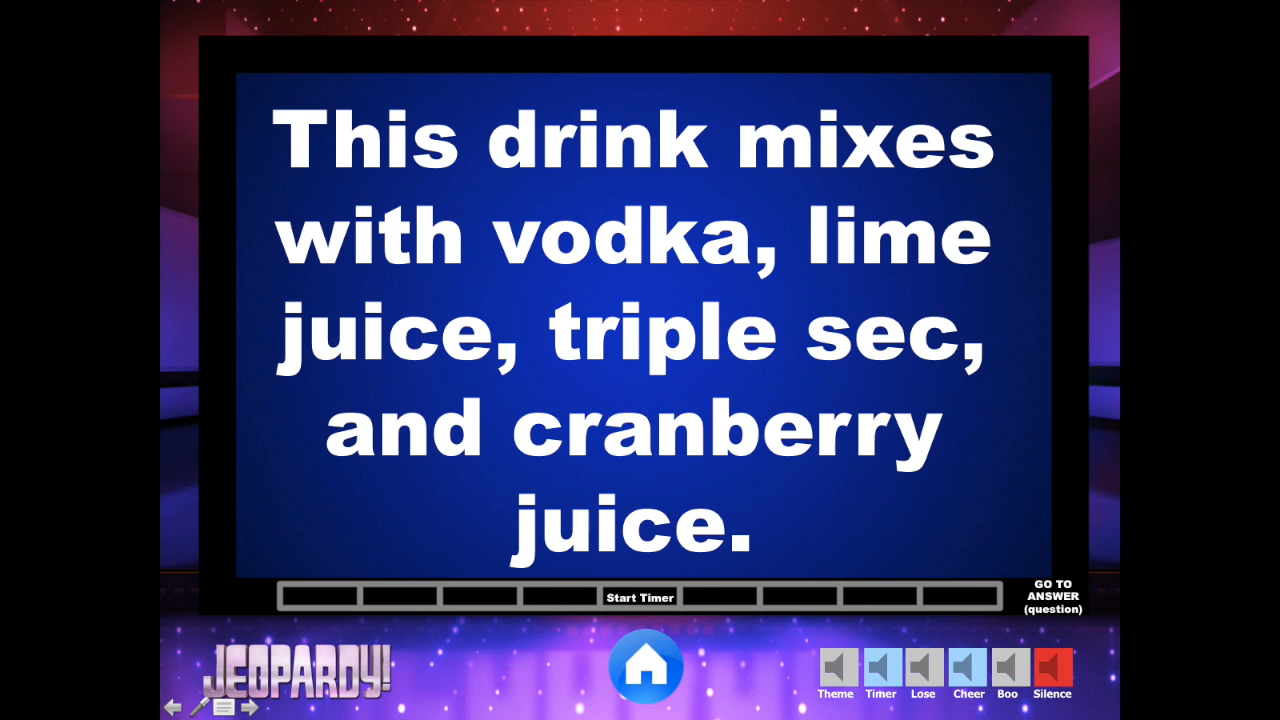 This drink mixes
with vodka, lime
juice, triple sec,
and cranberry
juice.
Start Timer
GO TO
ANSWER
(question)
JEOPARDY!
Theme Timer Lose Cheer Boo Silence